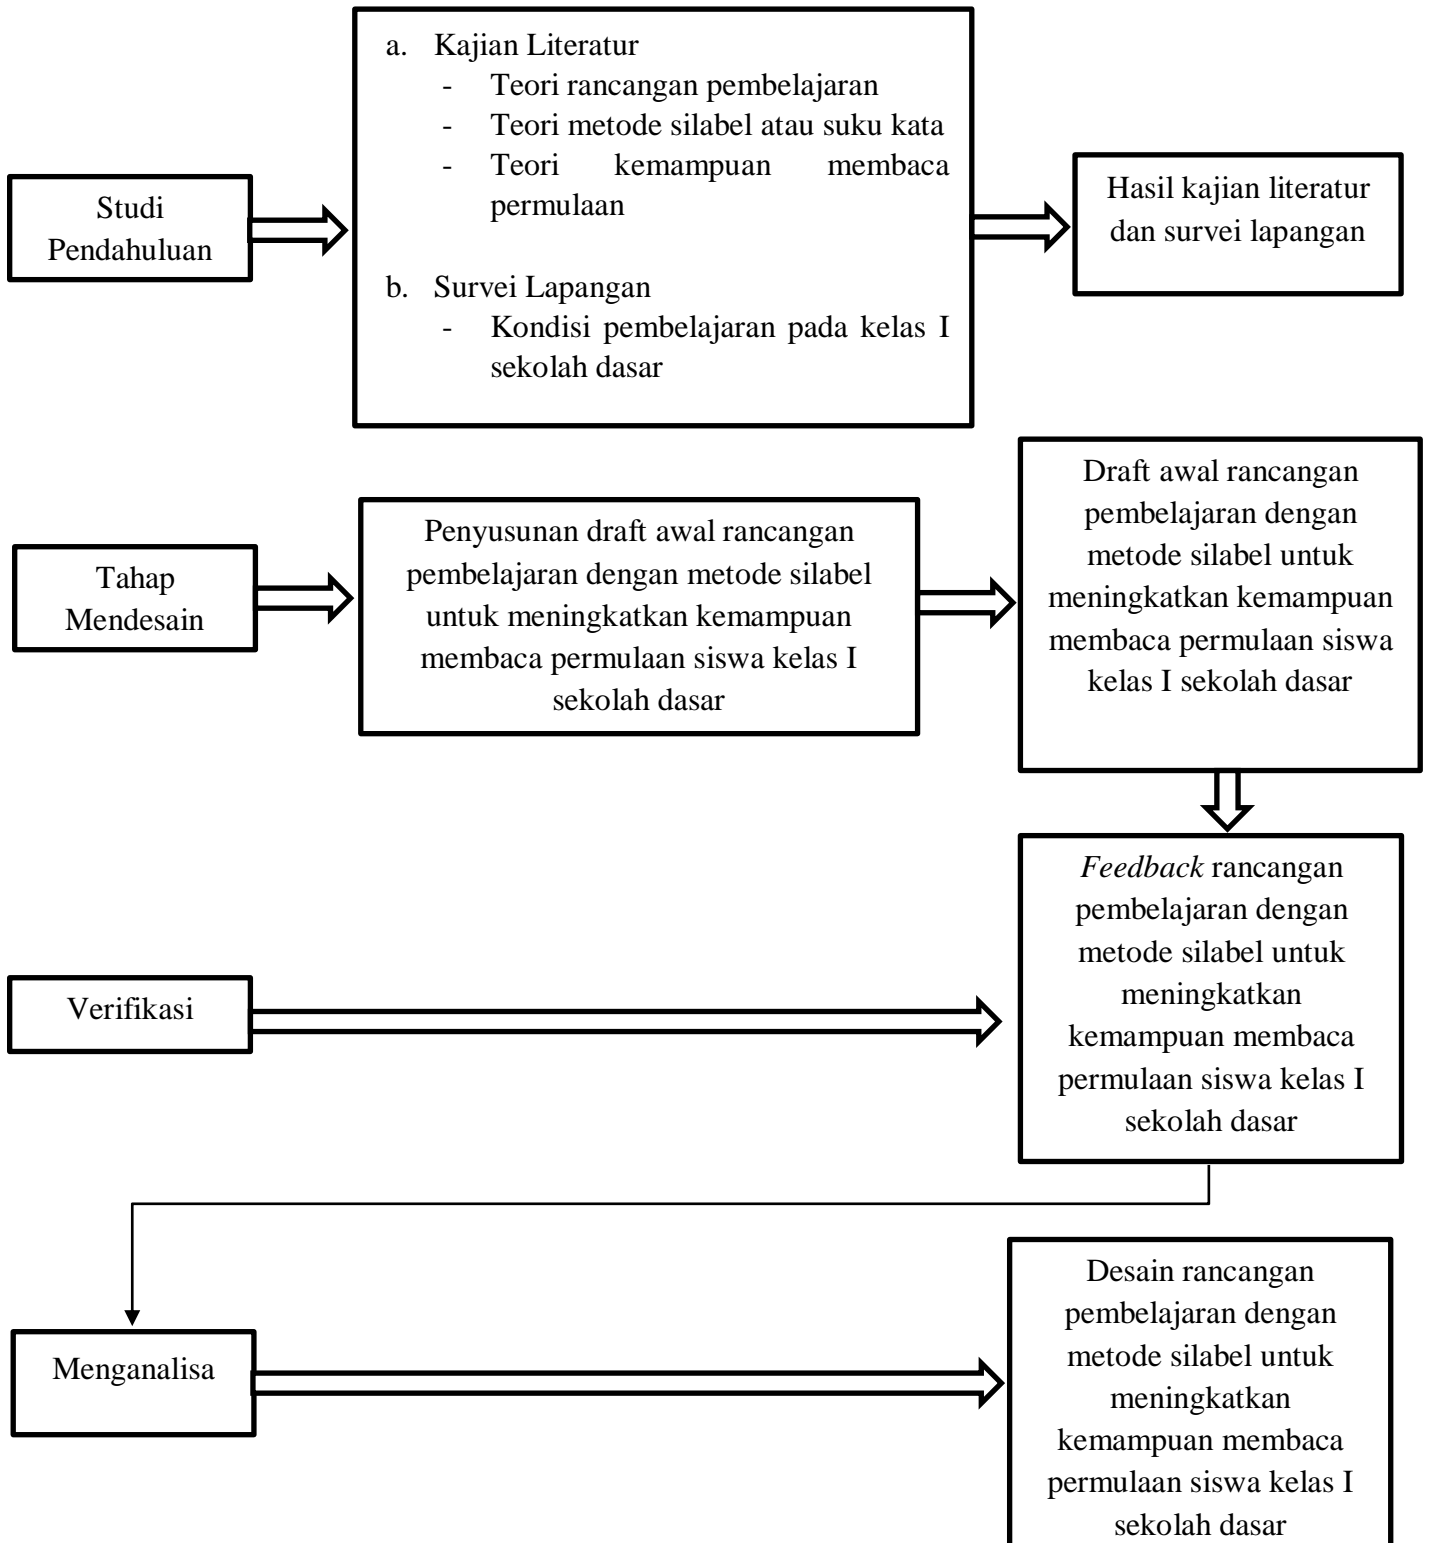 Studi
Pendahuluan
a. Kajian Literatur
- Teori rancangan pembelajaran
- Teori metode silabel atau suku kata
- Teori kemampuan membaca
permulaan
b. Survei Lapangan
- Kondisi pembelajaran pada kelas I
sekolah dasar
Hasil kajian literatur
dan survei lapangan
Tahap
Mendesain
Penyusunan draft awal rancangan
pembelajaran dengan metode silabel
untuk meningkatkan kemampuan
membaca permulaan siswa kelas I
sekolah dasar
Draft awal rancangan
pembelajaran dengan
metode silabel untuk
meningkatkan kemampuan
membaca permulaan siswa
kelas I sekolah dasar
Verifikasi
Feedback rancangan
pembelajaran dengan
metode silabel untuk
meningkatkan
kemampuan membaca
permulaan siswa kelas I
sekolah dasar
Menganalisa
Desain rancangan
pembelajaran dengan
metode silabel untuk
meningkatkan
kemampuan membaca
permulaan siswa kelas I
sekolah dasar